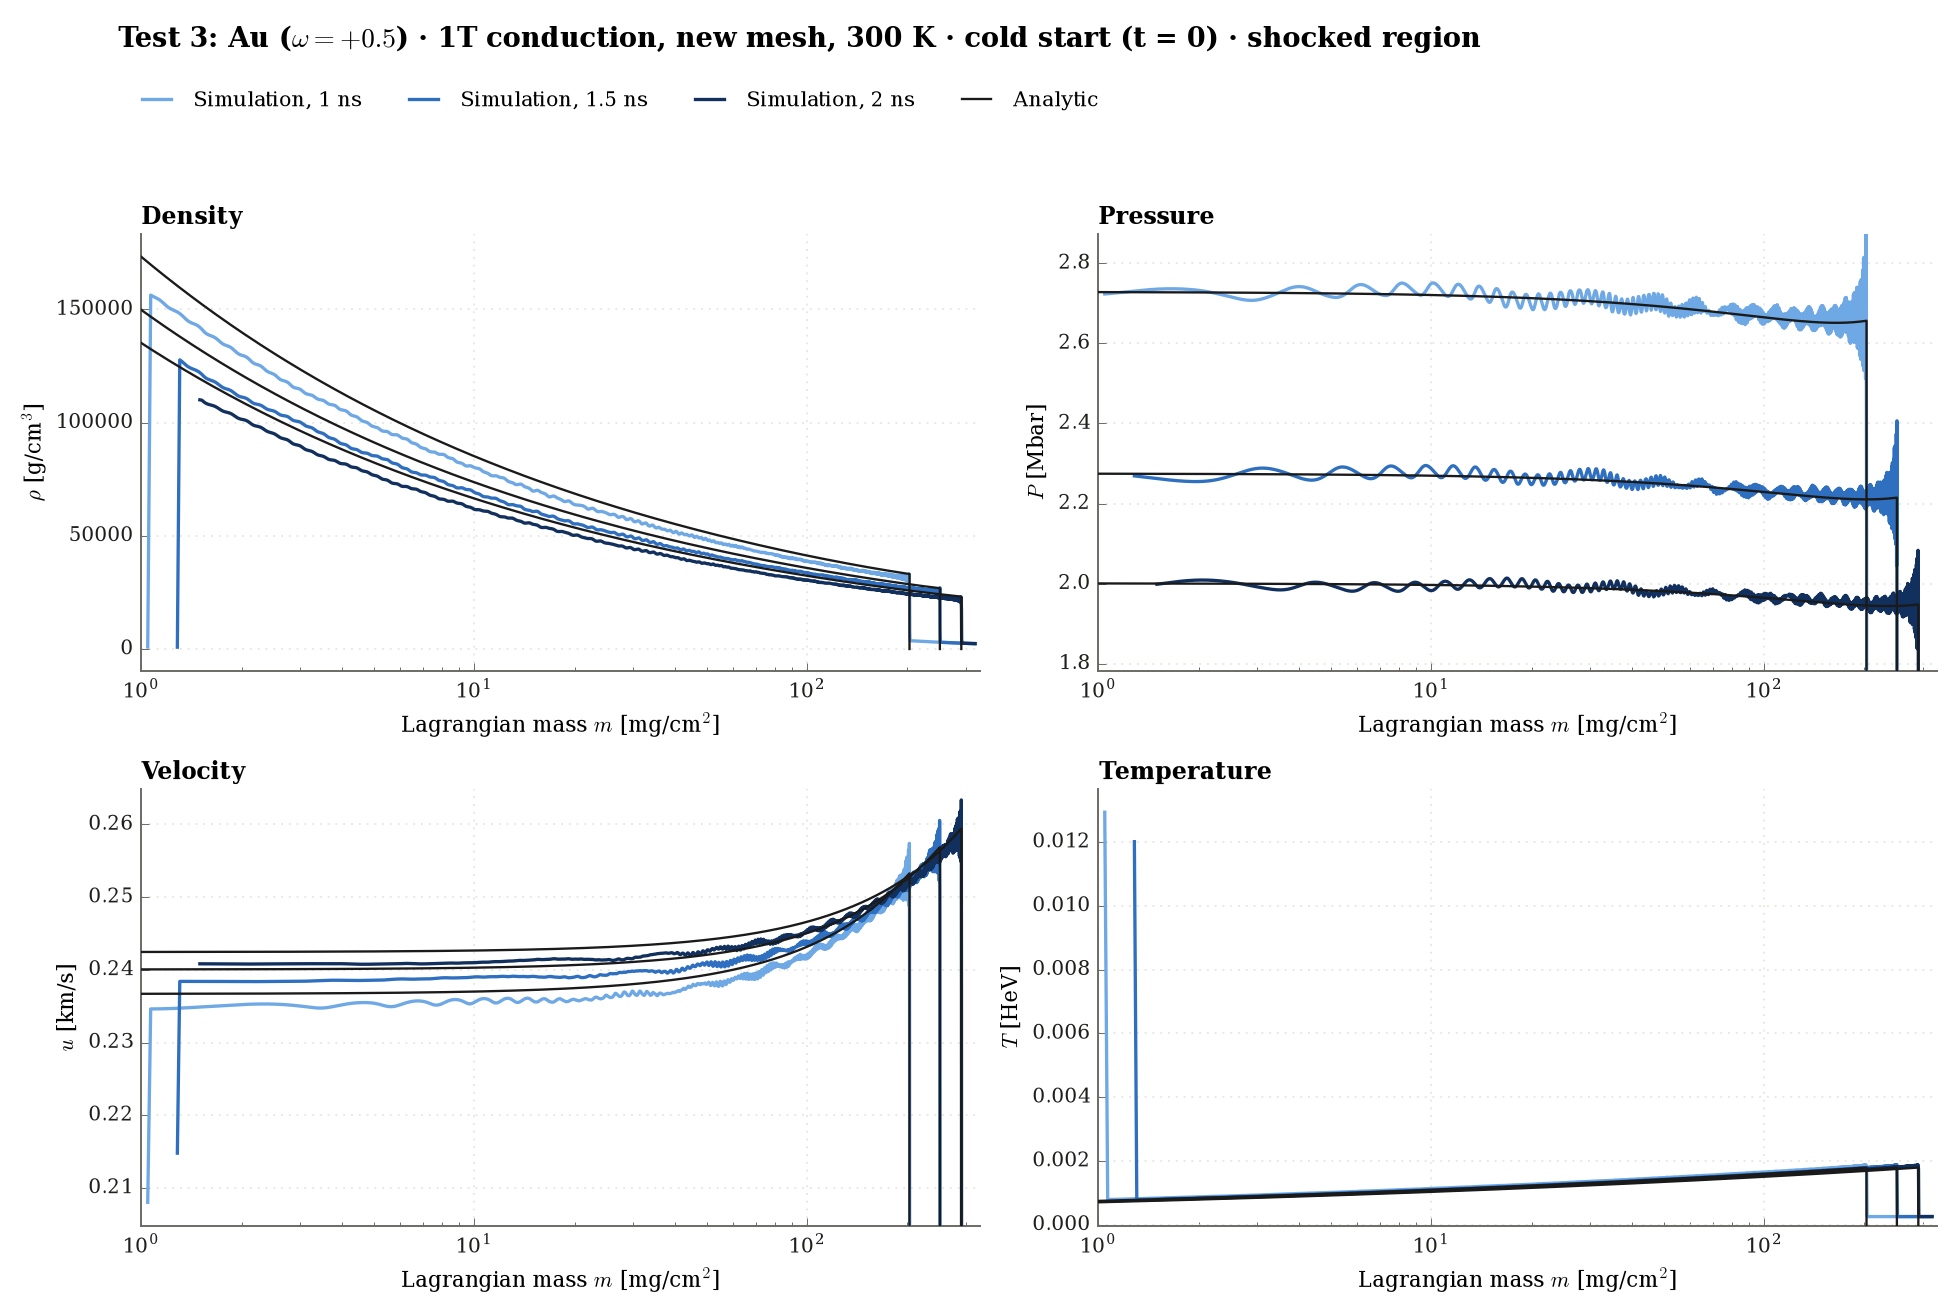 Test 3: Au (ω = +0.5) · 1T conduction, new mesh, 300 K · cold start (t = 0) · shocked region
Simulation, 1 ns Simulation, 1.5 ns Simulation, 2 ns Analytic
Density
150000
100000
50000
0
ρ [g/cm³]
10⁰ 10¹ 10²
Lagrangian mass m [mg/cm²]
Pressure
2.8
2.6
2.4
2.2
2.0
1.8
P [Mbar]
10⁰ 10¹ 10²
Lagrangian mass m [mg/cm²]
Velocity
0.26
0.25
0.24
0.23
0.22
0.21
u [km/s]
10⁰ 10¹ 10²
Lagrangian mass m [mg/cm²]
Temperature
0.012
0.010
0.008
0.006
0.004
0.002
0.000
T [HeV]
10⁰ 10¹ 10²
Lagrangian mass m [mg/cm²]